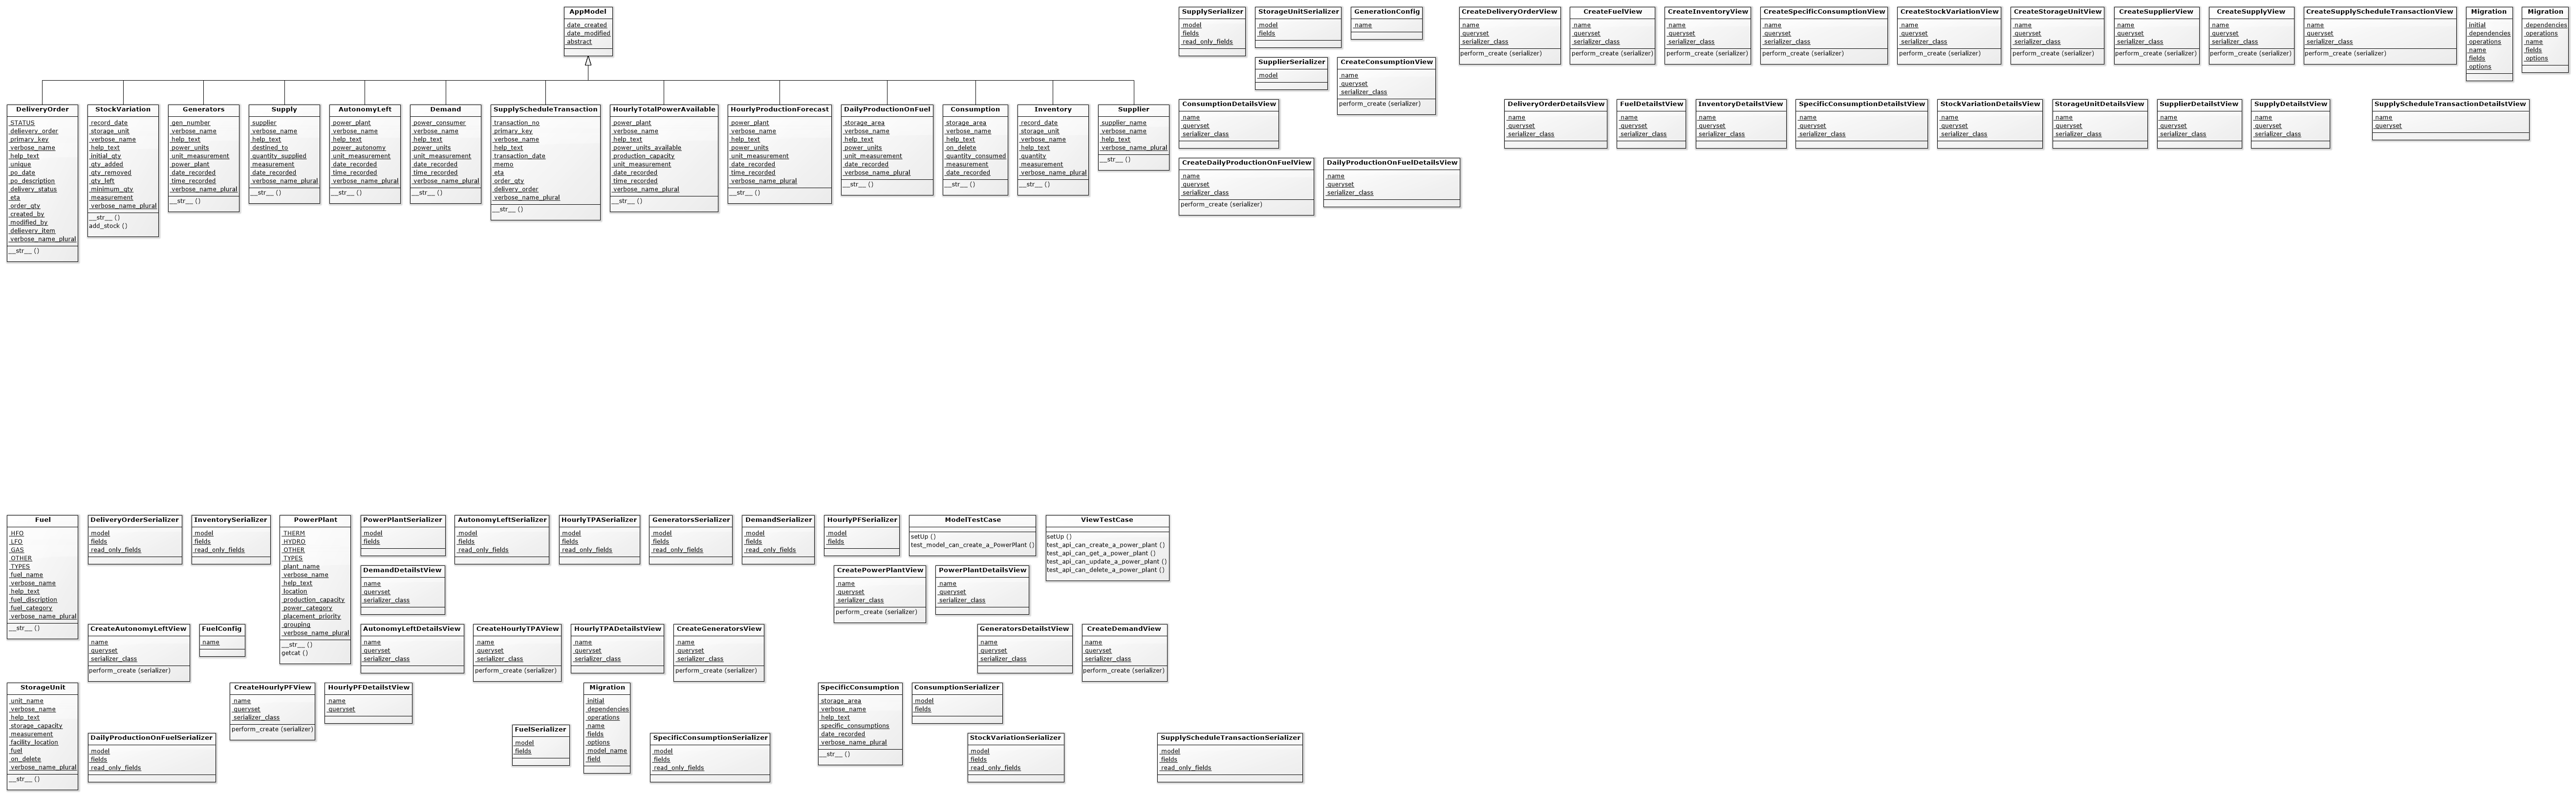 AppModel
date_created
date_modified
abstract
DeliveryOrder
STATUS
delievery_order
primary_key
verbose_name
help_text
unique
po_date
po_description
delivery_status
eta
order_qty
created_by
modified_by
delievery_item
verbose_name_plural
__str__ ()
StockVariation
record_date
storage_unit
verbose_name
help_text
initial_qty
qty_added
qty_removed
qty_left
minimum_qty
measurement
verbose_name_plural
__str__ ()
add_stock ()
Generators
gen_number
verbose_name
help_text
power_units
unit_measurement
power_plant
date_recorded
time_recorded
verbose_name_plural
__str__ ()
Supply
supplier
verbose_name
help_text
destined_to
quantity_supplied
measurement
date_recorded
verbose_name_plural
__str__ ()
AutonomyLeft
power_plant
verbose_name
help_text
power_autonomy
unit_measurement
date_recorded
time_recorded
verbose_name_plural
__str__ ()
Demand
power_consumer
verbose_name
help_text
power_units
unit_measurement
date_recorded
time_recorded
verbose_name_plural
__str__ ()
SupplyScheduleTransaction
transaction_no
primary_key
verbose_name
help_text
transaction_date
memo
eta
order_qty
delivery_order
verbose_name_plural
__str__ ()
HourlyTotalPowerAvailable
power_plant
verbose_name
help_text
power_units_available
production_capacity
unit_measurement
date_recorded
time_recorded
verbose_name_plural
__str__ ()
HourlyProductionForecast
power_plant
verbose_name
help_text
power_units
unit_measurement
date_recorded
time_recorded
verbose_name_plural
__str__ ()
DailyProductionOnFuel
storage_area
verbose_name
help_text
power_units
unit_measurement
date_recorded
verbose_name_plural
__str__ ()
Consumption
storage_area
verbose_name
help_text
on_delete
quantity_consumed
measurement
date_recorded
__str__ ()
Inventory
record_date
storage_unit
verbose_name
help_text
quantity
measurement
verbose_name_plural
__str__ ()
Supplier
supplier_name
verbose_name
help_text
verbose_name_plural
__str__ ()
SupplySerializer
model
fields
read_only_fields
StorageUnitSerializer
model
fields
GenerationConfig
name
SupplierSerializer
model
CreateConsumptionView
name
queryset
serializer_class
perform_create (serializer)
ConsumptionDetailsView
name
queryset
serializer_class
CreateDailyProductionOnFuelView
name
queryset
serializer_class
perform_create (serializer)
DailyProductionOnFuelDetailsView
name
queryset
serializer_class
CreateDeliveryOrderView
name
queryset
serializer_class
perform_create (serializer)
CreateFuelView
name
queryset
serializer_class
perform_create (serializer)
CreateInventoryView
name
queryset
serializer_class
perform_create (serializer)
CreateSpecificConsumptionView
name
queryset
serializer_class
perform_create (serializer)
CreateStockVariationView
name
queryset
serializer_class
perform_create (serializer)
CreateStorageUnitView
name
queryset
serializer_class
perform_create (serializer)
CreateSupplierView
name
queryset
serializer_class
perform_create (serializer)
CreateSupplyView
name
queryset
serializer_class
perform_create (serializer)
CreateSupplyScheduleTransactionView
name
queryset
serializer_class
perform_create (serializer)
Migration
initial
dependencies
operations
name
fields
options
Migration
dependencies
operations
name
fields
options
DeliveryOrderDetailsView
name
queryset
serializer_class
FuelDetailstView
name
queryset
serializer_class
InventoryDetailstView
name
queryset
serializer_class
SpecificConsumptionDetailstView
name
queryset
serializer_class
StockVariationDetailsView
name
queryset
serializer_class
StorageUnitDetailsView
name
queryset
serializer_class
SupplierDetailstView
name
queryset
serializer_class
SupplyDetailstView
name
queryset
serializer_class
SupplyScheduleTransactionDetailstView
name
queryset
Fuel
HFO
LFO
GAS
OTHER
TYPES
fuel_name
verbose_name
help_text
fuel_discription
fuel_category
verbose_name_plural
__str__ ()
DeliveryOrderSerializer
model
fields
read_only_fields
InventorySerializer
model
fields
read_only_fields
PowerPlant
THERM
HYDRO
OTHER
TYPES
plant_name
verbose_name
help_text
location
production_capacity
power_category
placement_priority
grouping
verbose_name_plural
__str__ ()
getcat ()
PowerPlantSerializer
model
fields
AutonomyLeftSerializer
model
fields
read_only_fields
HourlyTPASerializer
model
fields
read_only_fields
GeneratorsSerializer
model
fields
read_only_fields
DemandSerializer
model
fields
read_only_fields
HourlyPFSerializer
model
fields
ModelTestCase
setUp ()
test_model_can_create_a_PowerPlant ()
ViewTestCase
setUp ()
test_api_can_create_a_power_plant ()
test_api_can_get_a_power_plant ()
test_api_can_update_a_power_plant ()
test_api_can_delete_a_power_plant ()
DemandDetailstView
name
queryset
serializer_class
CreatePowerPlantView
name
queryset
serializer_class
perform_create (serializer)
PowerPlantDetailsView
name
queryset
serializer_class
CreateAutonomyLeftView
name
queryset
serializer_class
perform_create (serializer)
FuelConfig
name
AutonomyLeftDetailsView
name
queryset
serializer_class
CreateHourlyTPAView
name
queryset
serializer_class
perform_create (serializer)
HourlyTPADetailstView
name
queryset
serializer_class
CreateGeneratorsView
name
queryset
serializer_class
perform_create (serializer)
GeneratorsDetailstView
name
queryset
serializer_class
CreateDemandView
name
queryset
serializer_class
perform_create (serializer)
StorageUnit
unit_name
verbose_name
help_text
storage_capacity
measurement
facility_location
fuel
on_delete
verbose_name_plural
__str__ ()
DailyProductionOnFuelSerializer
model
fields
read_only_fields
CreateHourlyPFView
name
queryset
serializer_class
perform_create (serializer)
HourlyPFDetailstView
name
queryset
FuelSerializer
model
fields
Migration
initial
dependencies
operations
name
fields
options
model_name
field
SpecificConsumptionSerializer
model
fields
read_only_fields
SpecificConsumption
storage_area
verbose_name
help_text
specific_consumptions
date_recorded
verbose_name_plural
__str__ ()
ConsumptionSerializer
model
fields
StockVariationSerializer
model
fields
read_only_fields
SupplyScheduleTransactionSerializer
model
fields
read_only_fields